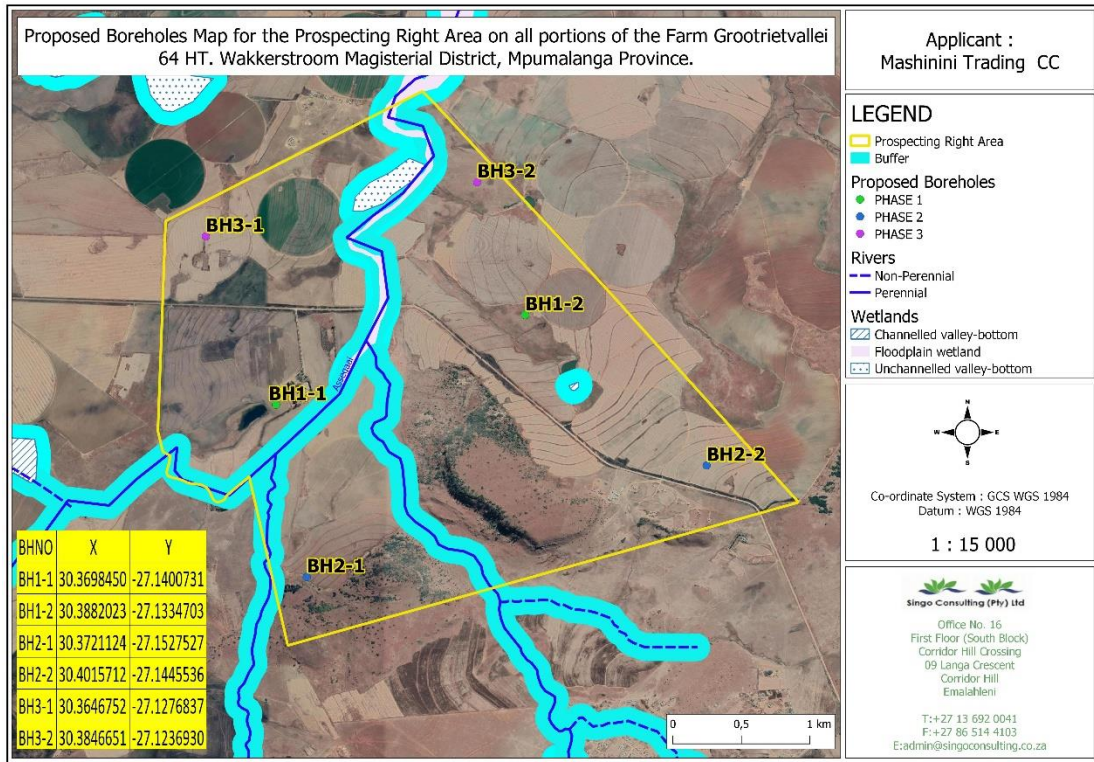 Proposed Boreholes Map for the Prospecting Right Area on all portions of the Farm Grootrietvallei
64 HT. Wakkerstroom Magisterial District, Mpumalanga Province.
Applicant :
Mashinini Trading CC
LEGEND
Prospecting Right Area
Buffer
Proposed Boreholes
PHASE 1
PHASE 2
PHASE 3
Rivers
Non-Perennial
Perennial
Wetlands
Channelled valley-bottom
Floodplain wetland
Unchannelled valley-bottom
N
W E
S
Co-ordinate System : GCS WGS 1984
Datum : WGS 1984
1 : 15 000
Singo Consulting (Pty) Ltd
Office No. 16
First Floor (South Block)
Corridor Hill Crossing
09 Langa Crescent
Corridor Hill
Emalahleni
T:+27 13 692 0041
F:+27 86 514 4103
E:admin@singoconsulting.co.za
BH3-2
BH3-1
BH1-2
BH1-1
BH2-2
BH2-1
BHNO X Y
BH1-1 30.3698450 -27.1400731
BH1-2 30.3882023 -27.1334703
BH2-1 30.3721124 -27.1527527
BH2-2 30.4015712 -27.1445536
BH3-1 30.3646752 -27.1276837
BH3-2 30.3846651 -27.1236930
0 0,5 1 km